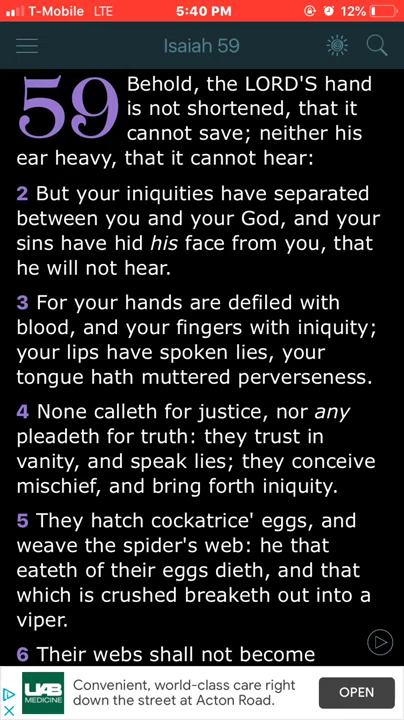 T-Mobile LTE 5:40 PM 12%
Isaiah 59
59 Behold, the LORD'S hand
is not shortened, that it
cannot save; neither his
ear heavy, that it cannot hear:
2 But your iniquities have separated
between you and your God, and your
sins have hid his face from you, that
he will not hear.
3 For your hands are defiled with
blood, and your fingers with iniquity;
your lips have spoken lies, your
tongue hath muttered perverseness.
4 None calleth for justice, nor any
pleadeth for truth: they trust in
vanity, and speak lies; they conceive
mischief, and bring forth iniquity.
5 They hatch cockatrice' eggs, and
weave the spider's web: he that
eateth of their eggs dieth, and that
which is crushed breaketh out into a
viper.
6 Their webs shall not become
UAB
MEDICINE
Convenient, world-class care right
down the street at Acton Road.
OPEN